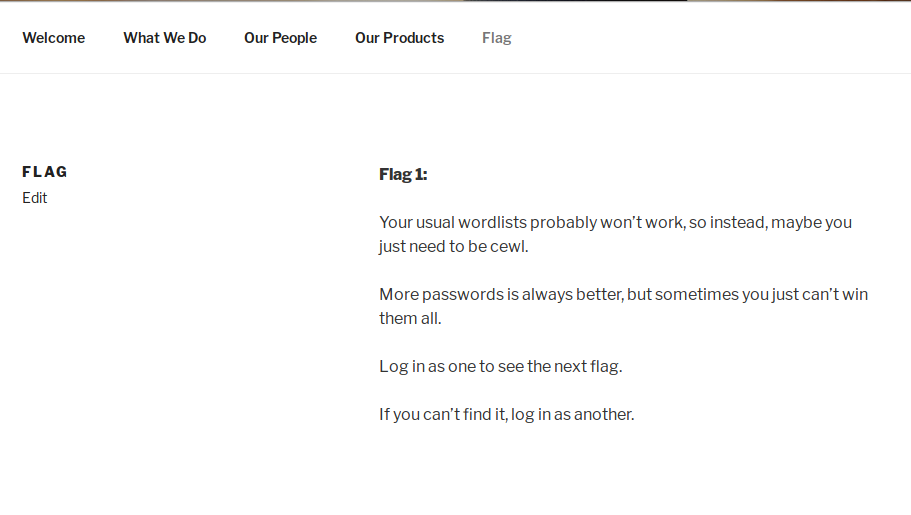 Welcome What We Do Our People Our Products Flag
FLAG
Edit
Flag 1:
Your usual wordlists probably won't work, so instead, maybe you
just need to be cewl.
More passwords is always better, but sometimes you just can't win
them all.
Log in as one to see the next flag.
If you can't find it, log in as another.